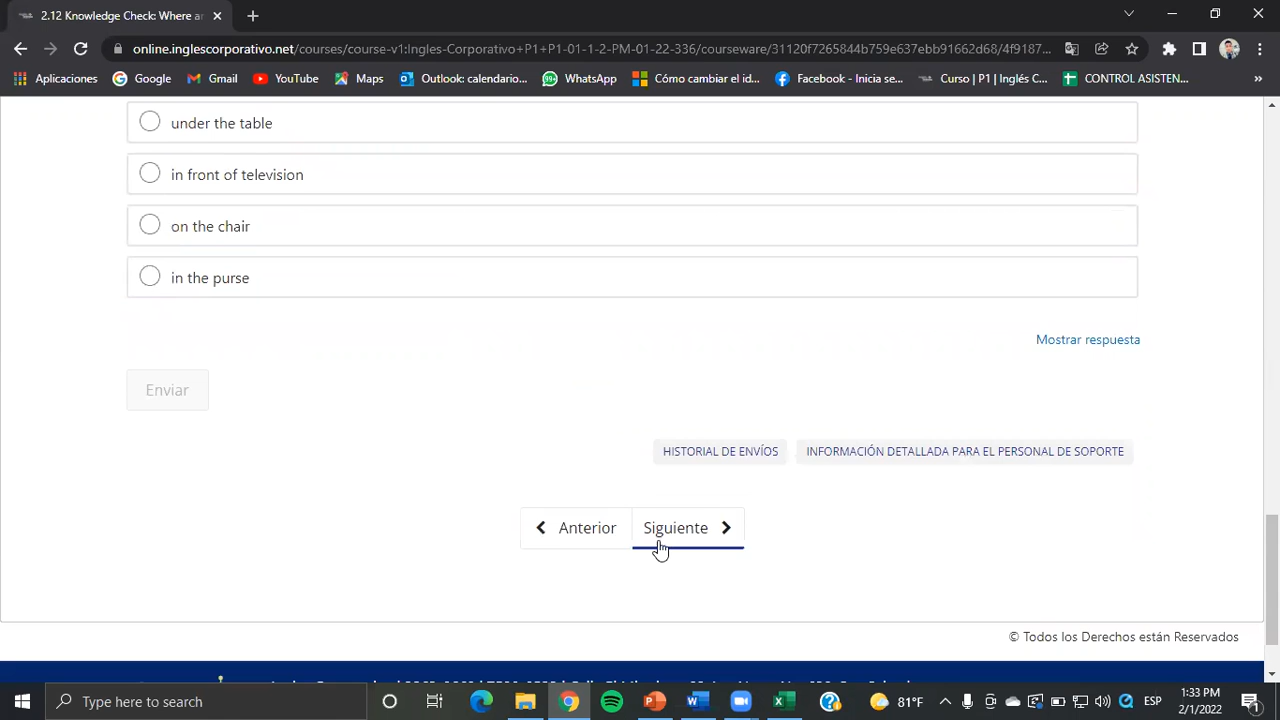 2.12 Knowledge Check: Where ar
online.inglescorporativo.net/courses/course-v1:Ingles-Corporativo+P1+P1-01-1-2-PM-01-22-336/courseware/31120f7265844b759e637ebb91662d68/4f9187...
Aplicaciones Google Gmail YouTube Maps Outlook: calendario... WhatsApp Cómo cambiar el id... Facebook - Inicia se... Curso | P1 | Inglés C... CONTROL ASISTEN... »
under the table
in front of television
on the chair
in the purse
Mostrar respuesta
Enviar
HISTORIAL DE ENVÍOS INFORMACIÓN DETALLADA PARA EL PERSONAL DE SOPORTE
Anterior Siguiente
© Todos los Derechos están Reservados
Type here to search
81°F ESP 1:33 PM
2/1/2022